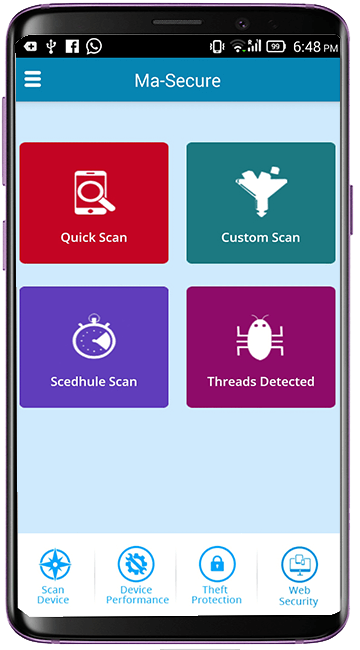 99 6:48 PM
Ma-Secure
Quick Scan
Custom Scan
Scedhule Scan
Threads Detected
Scan
Device
Device
Performance
Theft
Protection
Web
Security